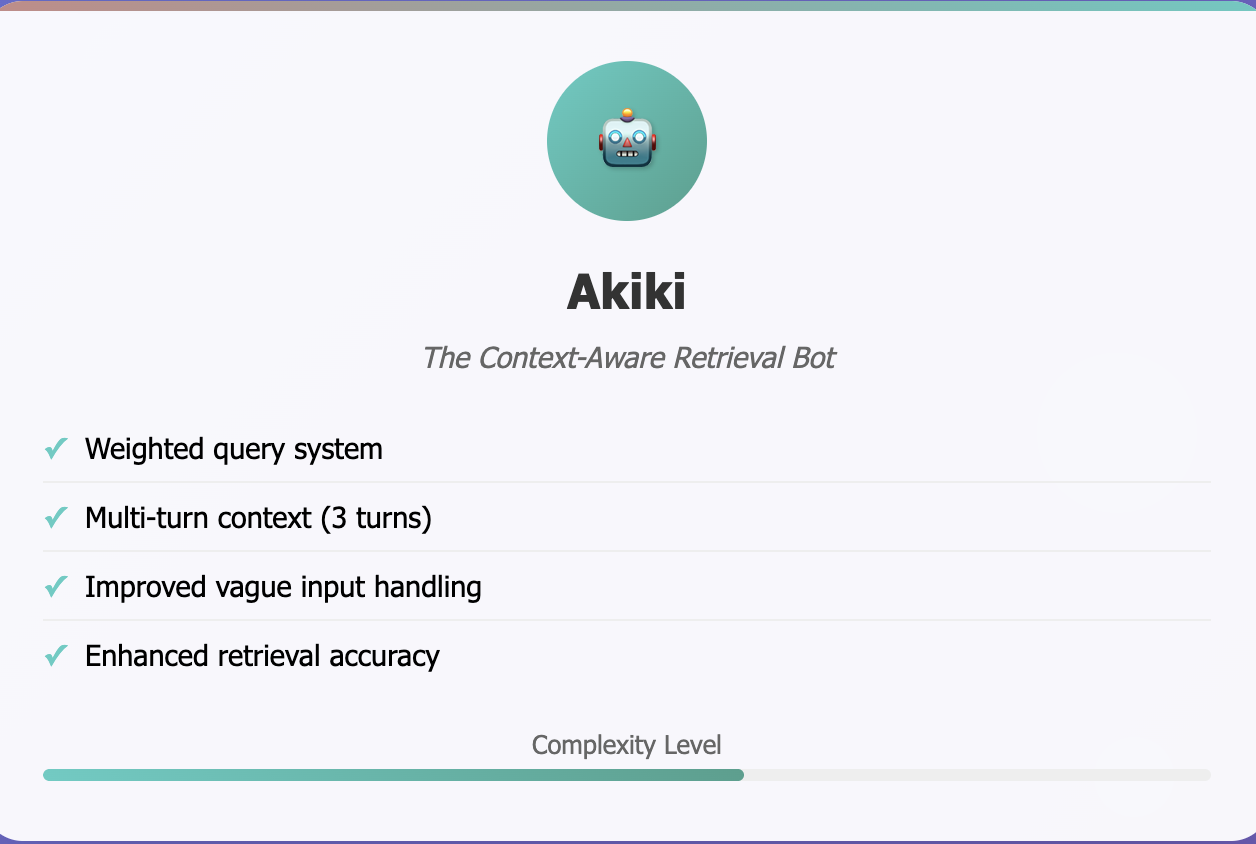 Akiki
The Context-Aware Retrieval Bot
✓ Weighted query system
✓ Multi-turn context (3 turns)
✓ Improved vague input handling
✓ Enhanced retrieval accuracy
Complexity Level